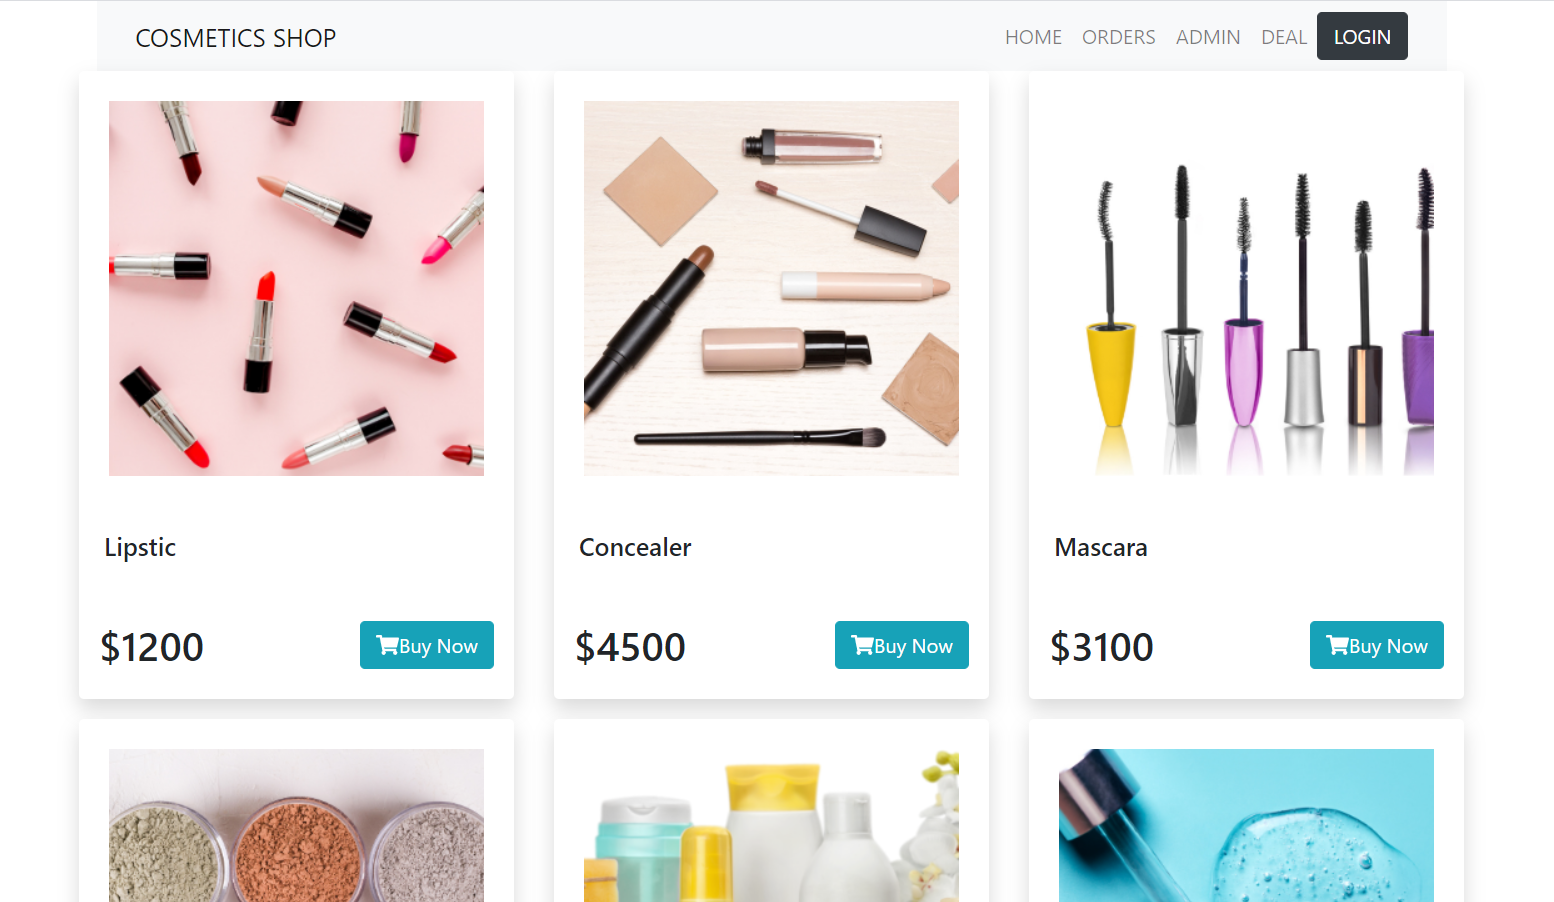 COSMETICS SHOP
HOME ORDERS ADMIN DEAL LOGIN
Lipstic
$1200 Buy Now
Concealer
$4500 Buy Now
Mascara
$3100 Buy Now